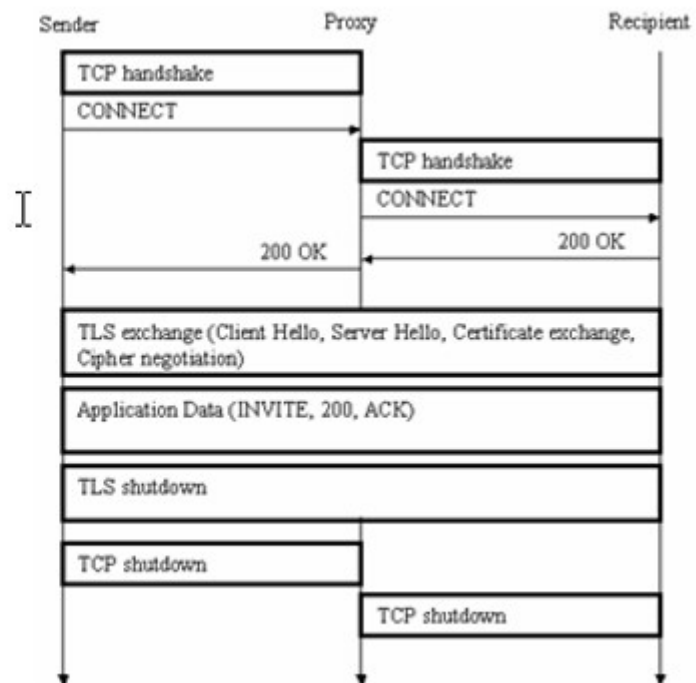 Sender
Proxy
Recipient
TCP handshake
CONNECT
TCP handshake
CONNECT
200 OK
200 OK
TLS exchange (Client Hello, Server Hello, Certificate exchange,
Cipher negotiation)
Application Data (INVITE, 200, ACK)
TLS shutdown
TCP shutdown
TCP shutdown